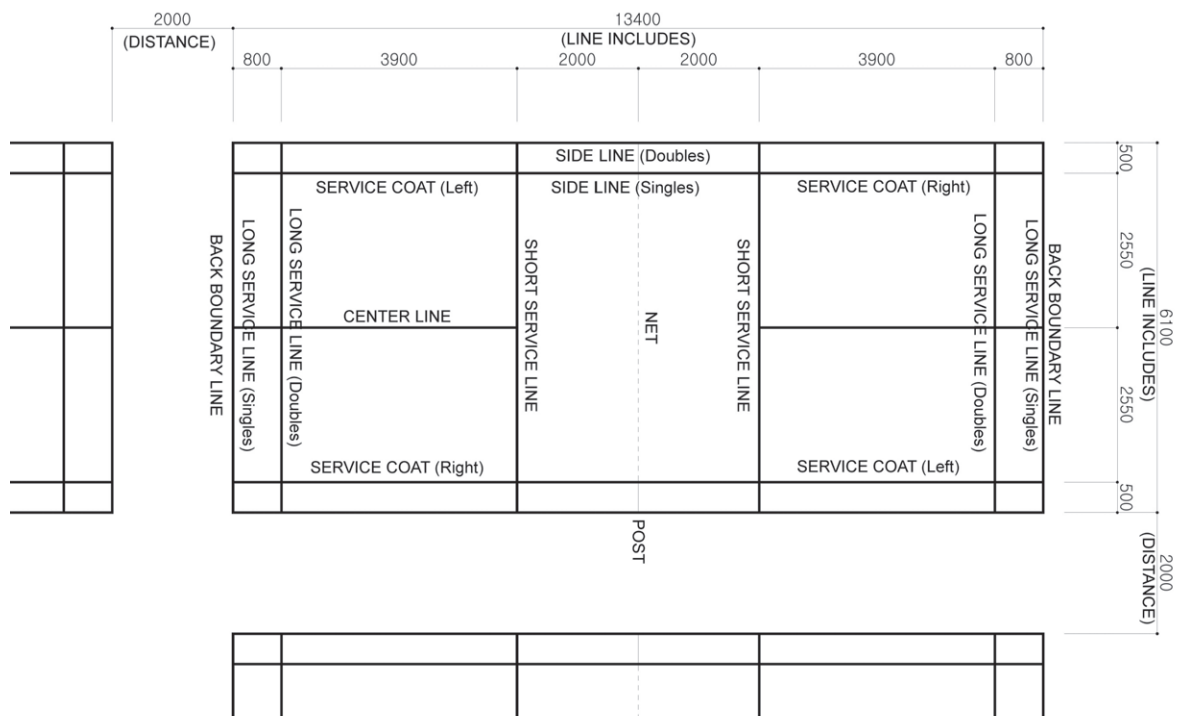 2000
(DISTANCE)
13400
(LINE INCLUDES)
800
3900
2000
2000
3900
800
SIDE LINE (Doubles)
SERVICE COAT (Left)
SIDE LINE (Singles)
SERVICE COAT (Right)
BACK BOUNDARY LINE
LONG SERVICE LINE (Singles)
LONG SERVICE LINE (Doubles)
CENTER LINE
SHORT SERVICE LINE
NET
SHORT SERVICE LINE
LONG SERVICE LINE (Doubles)
LONG SERVICE LINE (Singles)
BACK BOUNDARY LINE
SERVICE COAT (Right)
SERVICE COAT (Left)
POST
500
2550
2550
500
6100
(LINE INCLUDES)
2000
(DISTANCE)